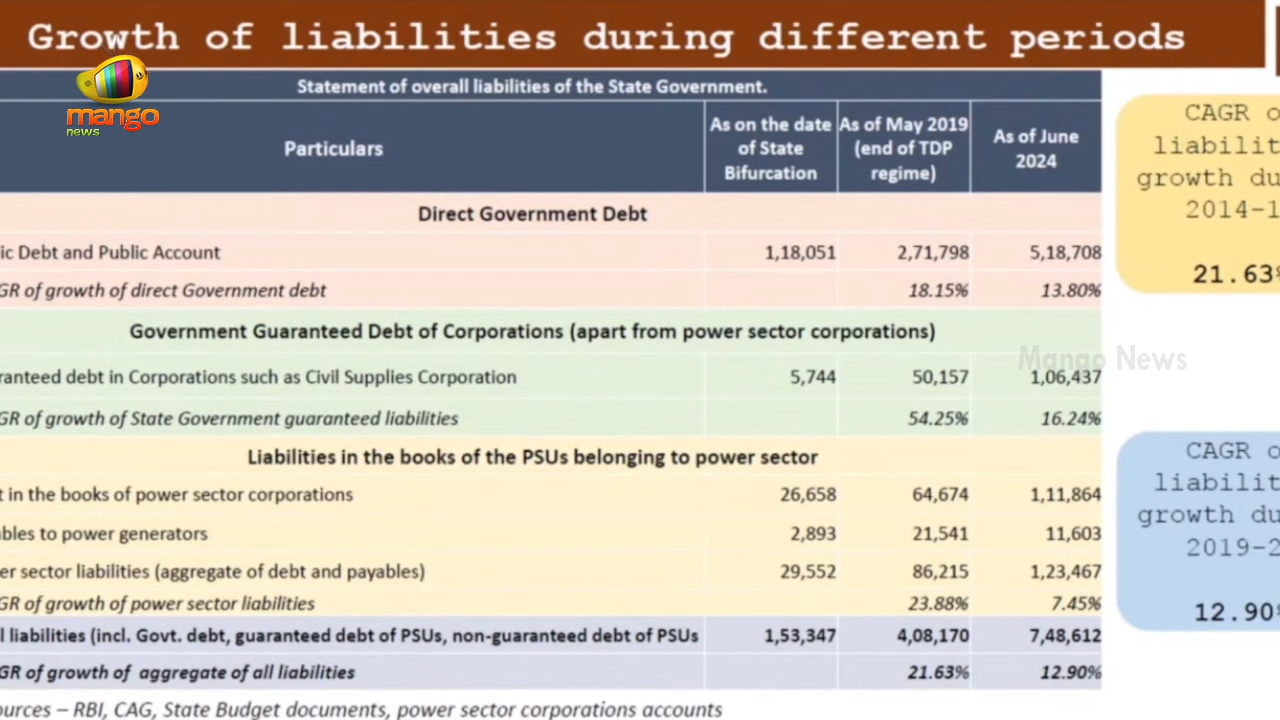 Growth of liabilities during different periods
mango
news
Statement of overall liabilities of the State Government.
Particulars
As on the date of State Bifurcation
As of May 2019 (end of TDP regime)
As of June 2024
Direct Government Debt
ic Debt and Public Account 1,18,051 2,71,798 5,18,708
GR of growth of direct Government debt 18.15% 13.80%
Government Guaranteed Debt of Corporations (apart from power sector corporations)
ranteed debt in Corporations such as Civil Supplies Corporation 5,744 50,157 1,06,437
GR of growth of State Government guaranteed liabilities 54.25% 16.24%
Liabilities in the books of the PSUs belonging to power sector
t in the books of power sector corporations 26,658 64,674 1,11,864
bles to power generators 2,893 21,541 11,603
er sector liabilities (aggregate of debt and payables) 29,552 86,215 1,23,467
GR of growth of power sector liabilities 23.88% 7.45%
l liabilities (incl. Govt. debt, guaranteed debt of PSUs, non-guaranteed debt of PSUs 1,53,347 4,08,170 7,48,612
GR of growth of aggregate of all liabilities 21.63% 12.90%
urces – RBI, CAG, State Budget documents, power sector corporations accounts
CAGR o
liabilit
growth du
2014-1
21.63%
Mango News
CAGR o
liabilit
growth du
2019-2
12.90%